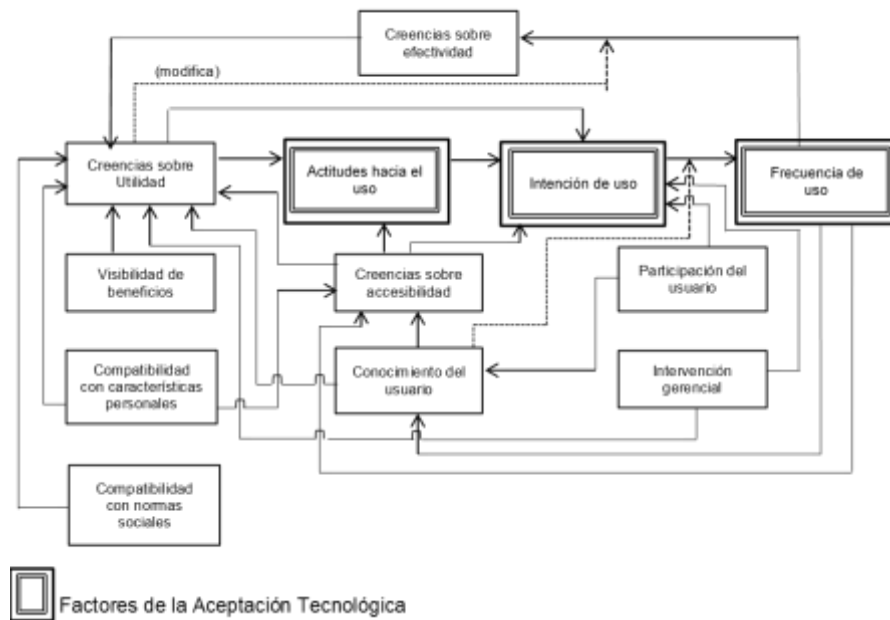 Creencias sobre
efectividad
(modifica)
Creencias sobre
Utilidad
Actitudes hacia el
uso
Intención de uso
Frecuencia de
uso
Visibilidad de
beneficios
Creencias sobre
accesibilidad
Participación del
usuario
Compatibilidad
con características
personales
Conocimiento del
usuario
Intervención
gerencial
Compatibilidad
con normas
sociales
Factores de la Aceptación Tecnológica